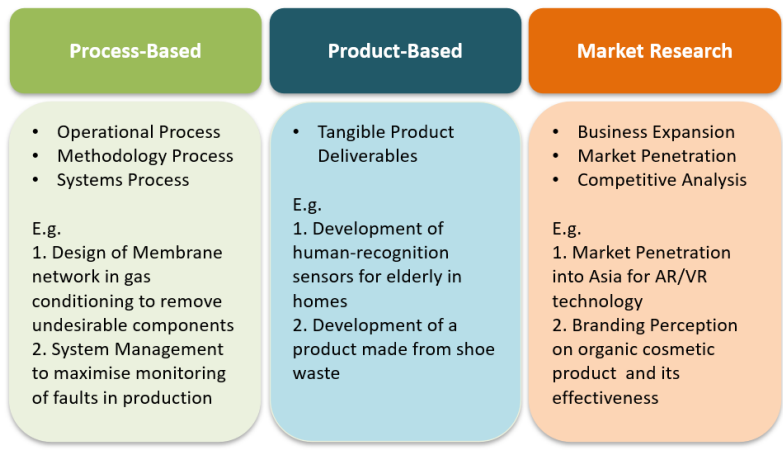 Process-Based
• Operational Process
• Methodology Process
• Systems Process
E.g.
1. Design of Membrane
network in gas
conditioning to remove
undesirable components
2. System Management
to maximise monitoring
of faults in production
Product-Based
• Tangible Product
Deliverables
E.g.
1. Development of
human-recognition
sensors for elderly in
homes
2. Development of a
product made from shoe
waste
Market Research
• Business Expansion
• Market Penetration
• Competitive Analysis
E.g.
1. Market Penetration
into Asia for AR/VR
technology
2. Branding Perception
on organic cosmetic
product  and its
effectiveness